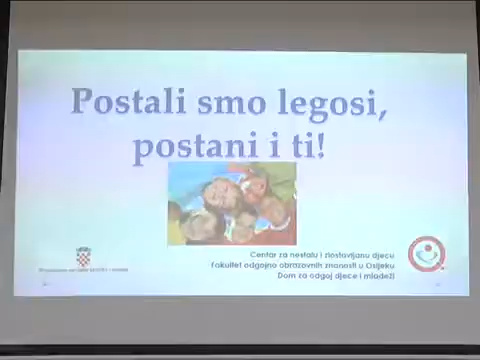 Postali smo legosi,
postani i ti!
Centar za nestalu i zlostavljanu djecu
Fakultet odgojno obrazovnih znanosti u Osijeku
Dom za odgoj djece i mladeži